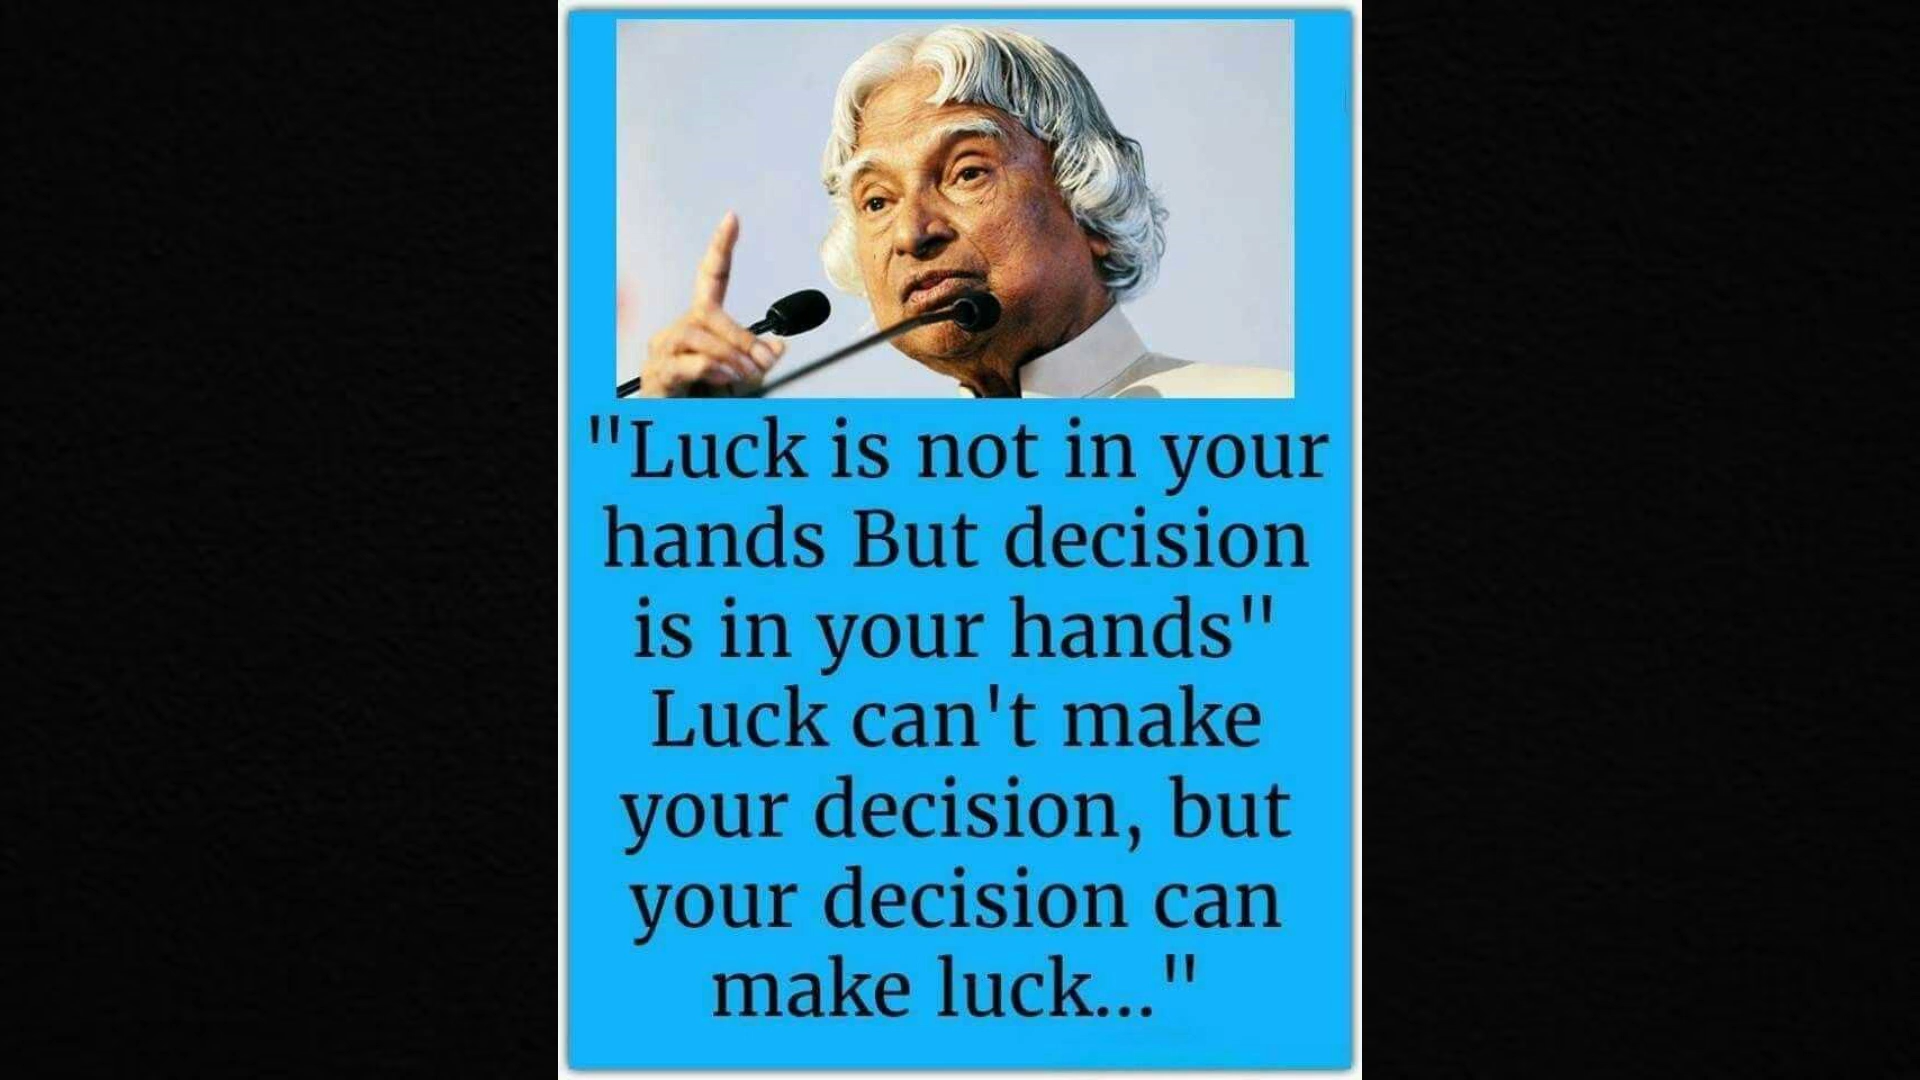 "Luck is not in your
hands But decision
is in your hands"
Luck can't make
your decision, but
your decision can
make luck..."